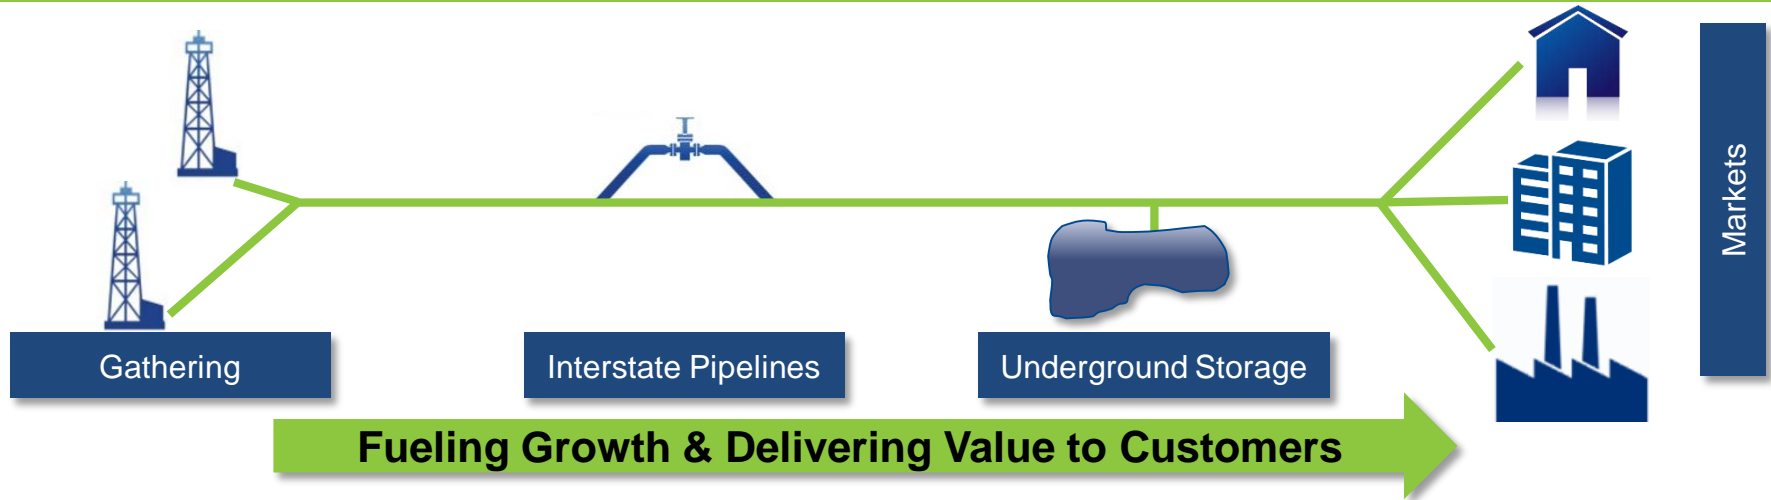 Markets
Gathering
Interstate Pipelines
Underground Storage
Fueling Growth & Delivering Value to Customers